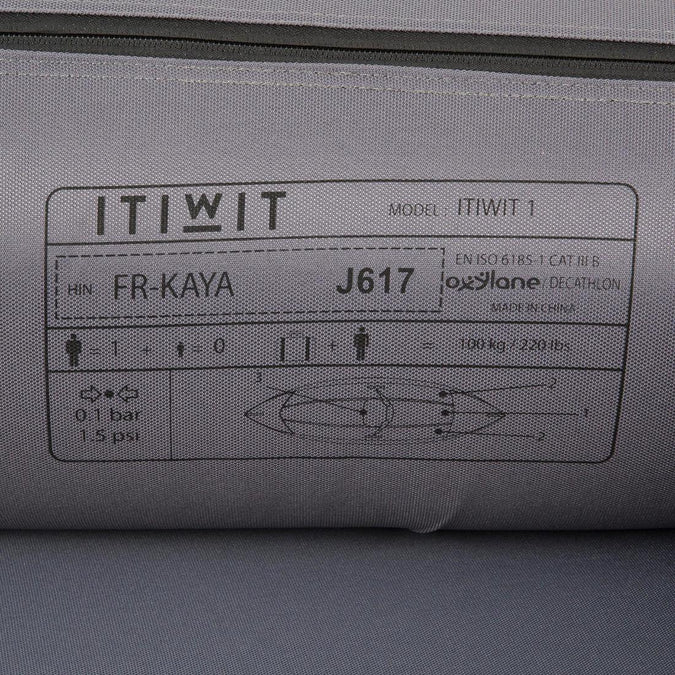 ITIWIT MODEL : ITIWIT 1
EN ISO 6185-1 CAT III B
HIN FR-KAYA J617 oxylane / DECATHLON
MADE IN CHINA
= 1 + = 0 + = 100 kg / 220 lbs
3 2
0.1 bar 1
1.5 psi 2